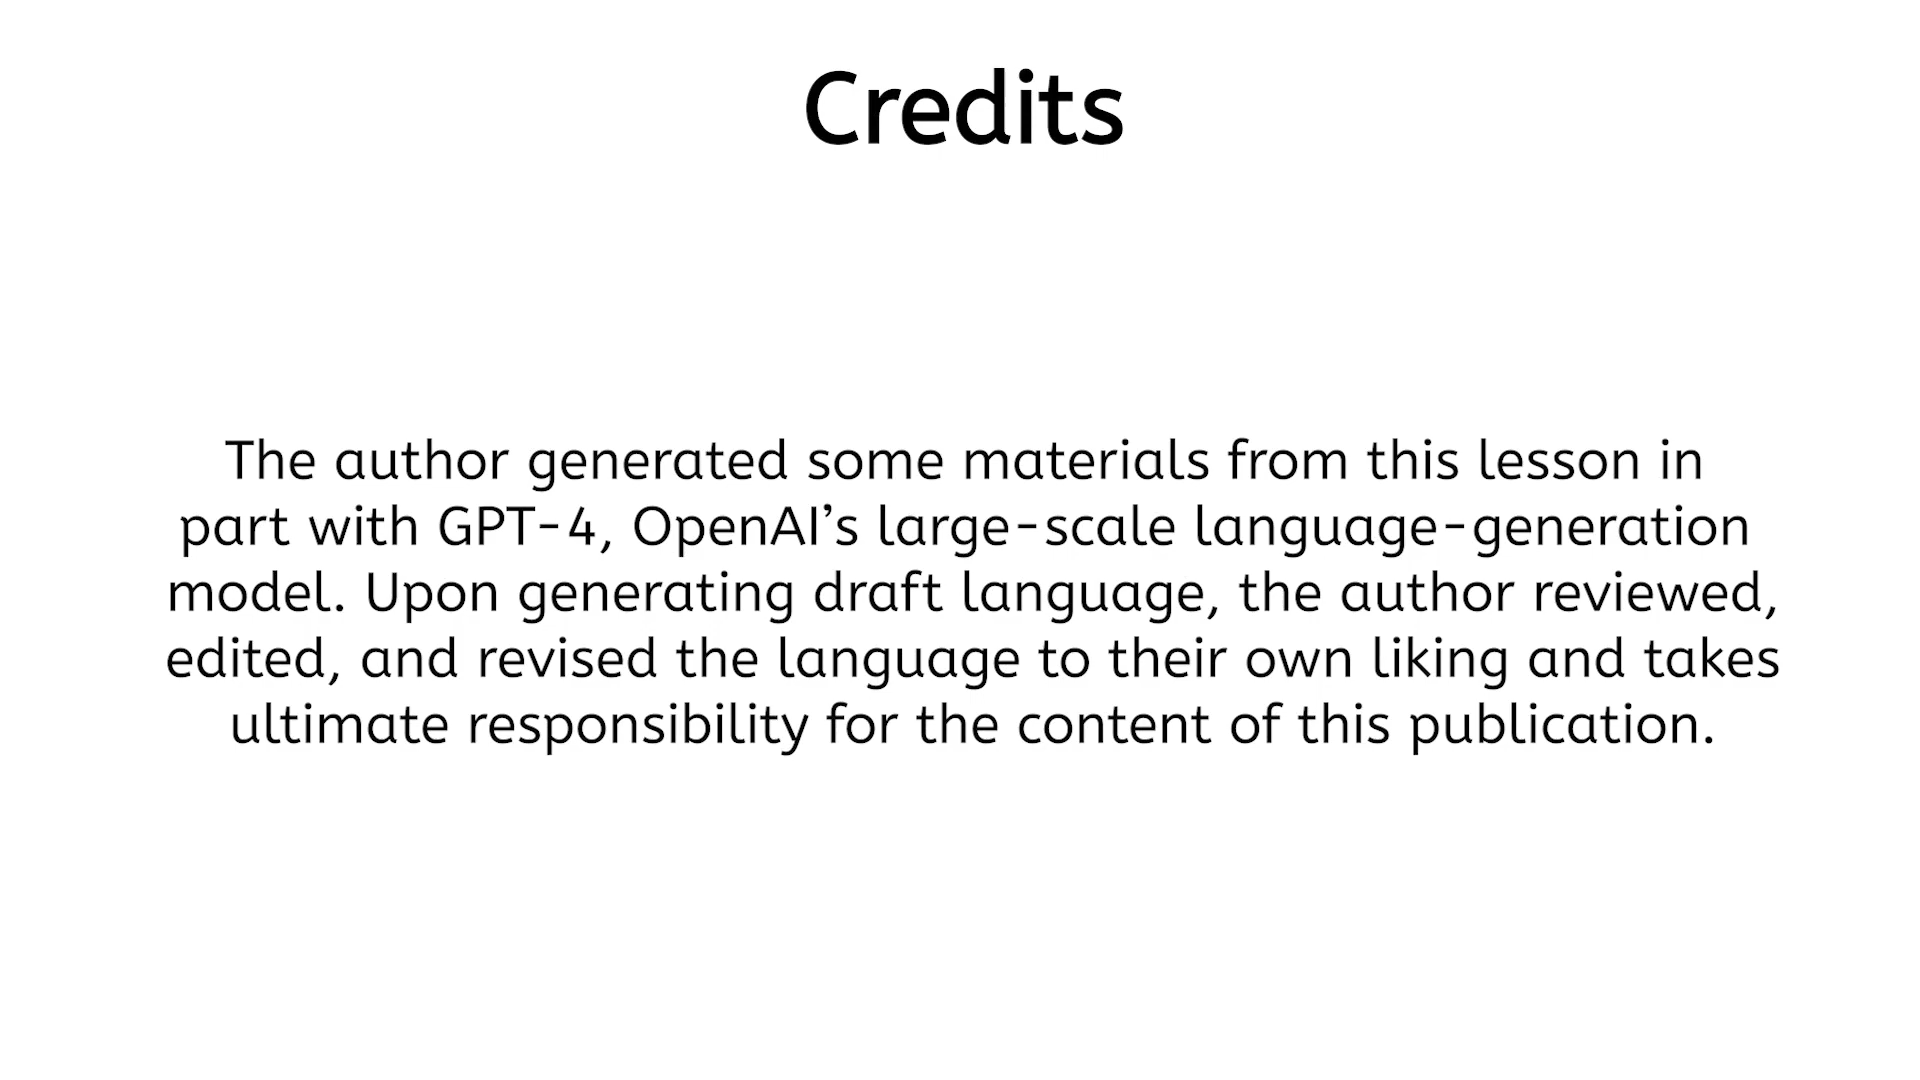 Credits
The author generated some materials from this lesson in
part with GPT-4, OpenAI’s large-scale language-generation
model. Upon generating draft language, the author reviewed,
edited, and revised the language to their own liking and takes
ultimate responsibility for the content of this publication.